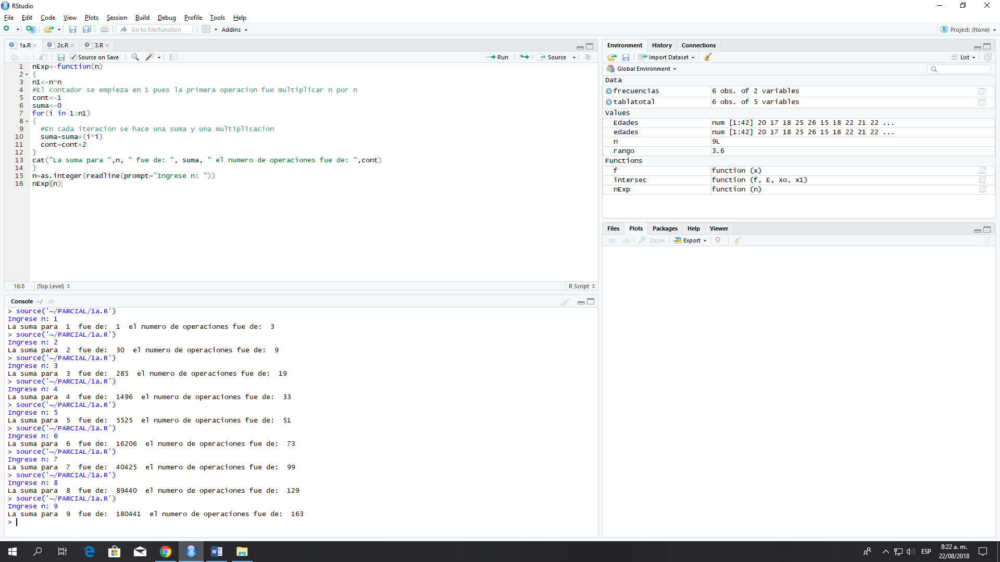 RStudio
File Edit Code View Plots Session Build Debug Profile Tools Help
Go to file/function Addins Project: (None)
1a.R 2c.R 3.R
Source on Save Run Source
1 nExp<-function(n)
2 {
3 n1<-n*n
4 #El contador se empieza en 1 pues la primera operacion fue multiplicar n por n
5 cont<-1
6 suma<-0
7 for(i in 1:n1)
8 {
9 #En cada iteracion se hace una suma y una multiplicacion
10 suma=suma+(i*i)
11 cont=cont+2
12 }
13 cat("La suma para ",n, " fue de: ", suma, " el numero de operaciones fue de: ",cont)
14 }
15 n=as.integer(readline(prompt="Ingrese n: "))
16 nExp(n)
16:8 (Top Level) R Script
Console ~/
> source('~/PARCIAL/1a.R')
Ingrese n: 1
La suma para  1  fue de:  1  el numero de operaciones fue de:  3
> source('~/PARCIAL/1a.R')
Ingrese n: 2
La suma para  2  fue de:  30  el numero de operaciones fue de:  9
> source('~/PARCIAL/1a.R')
Ingrese n: 3
La suma para  3  fue de:  285  el numero de operaciones fue de:  19
> source('~/PARCIAL/1a.R')
Ingrese n: 4
La suma para  4  fue de:  1496  el numero de operaciones fue de:  33
> source('~/PARCIAL/1a.R')
Ingrese n: 5
La suma para  5  fue de:  5525  el numero de operaciones fue de:  51
> source('~/PARCIAL/1a.R')
Ingrese n: 6
La suma para  6  fue de:  16206  el numero de operaciones fue de:  73
> source('~/PARCIAL/1a.R')
Ingrese n: 7
La suma para  7  fue de:  40425  el numero de operaciones fue de:  99
> source('~/PARCIAL/1a.R')
Ingrese n: 8
La suma para  8  fue de:  89440  el numero de operaciones fue de:  129
> source('~/PARCIAL/1a.R')
Ingrese n: 9
La suma para  9  fue de:  180441  el numero de operaciones fue de:  163
>
Environment History Connections
Import Dataset List
Global Environment
Data
frecuencias 6 obs. of 2 variables
tablatotal 6 obs. of 5 variables
Values
Edades num [1:42] 20 17 18 25 26 15 18 22 21 22 ...
edades num [1:42] 20 17 18 25 26 15 18 22 21 22 ...
n 9L
rango 3.6
Functions
f function (x)
intersec function (f, E, xo, x1)
nExp function (n)
Files Plots Packages Help Viewer
Zoom Export
ESP 8:22 a. m.
22/08/2018